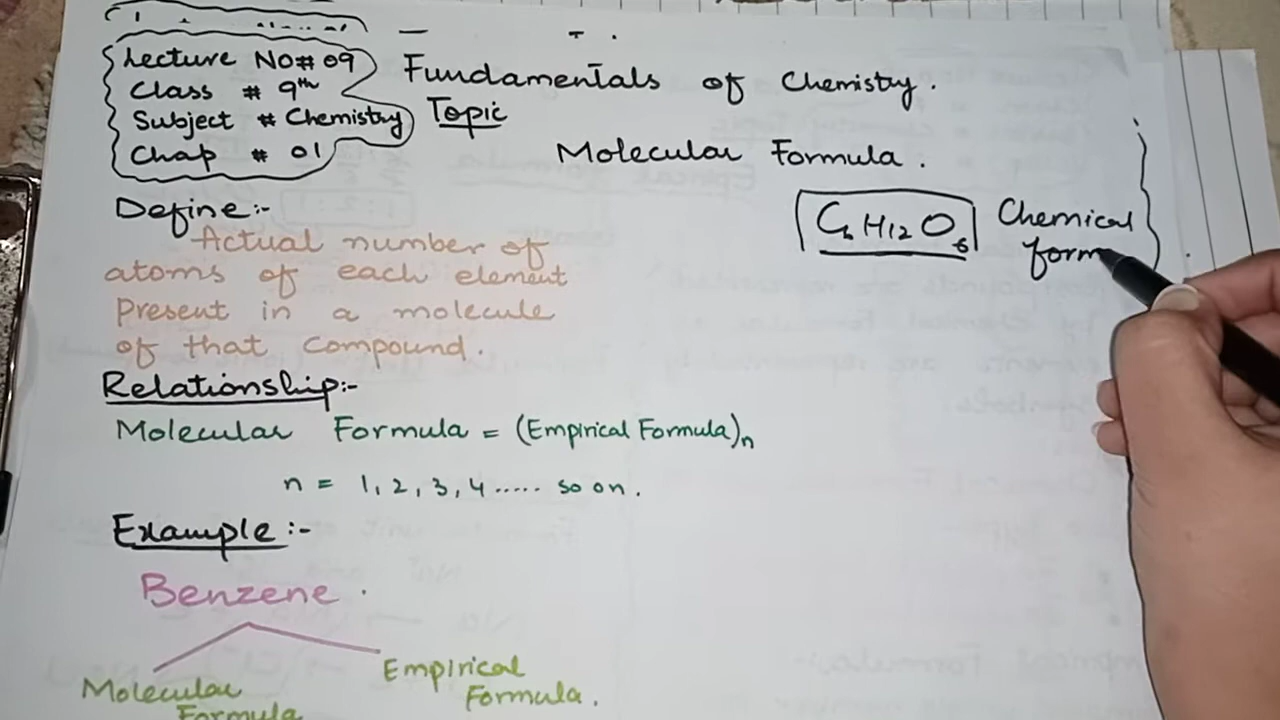 Lecture No# 09
Class # 9th
Subject # Chemistry
Chap # 01
Fundamentals of Chemistry.
Topic
Molecular Formula.
C6H12O6 Chemical
form
Define:-
Actual number of
atoms of each element
Present in a molecule
of that compound.
Relationship:-
Molecular Formula = (Empirical Formula)n
n = 1, 2, 3, 4 ..... so on.
Example :-
Benzene.
Molecular
Formula
Empirical
Formula.